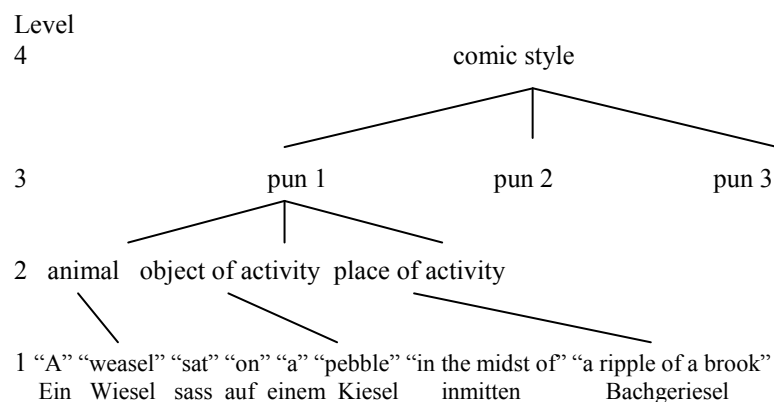 Level
4 comic style
3 pun 1 pun 2 pun 3
2 animal object of activity place of activity
1 “A” “weasel” “sat” “on” “a” “pebble” “in the midst of” “a ripple of a brook”
Ein Wiesel sass auf einem Kiesel inmitten Bachgeriesel